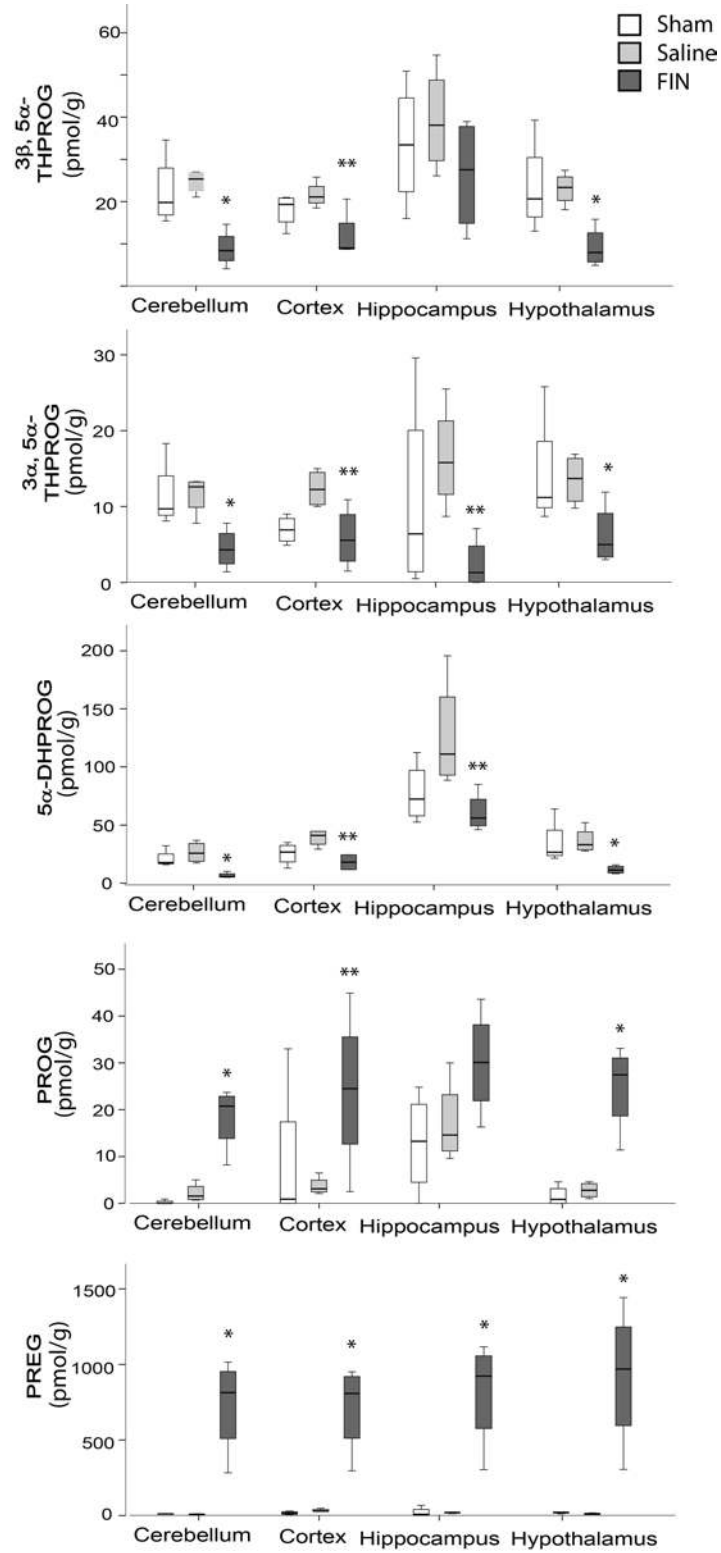 Sham
Saline
FIN
3β, 5α-
THPROG
(pmol/g)
60
40
20
*
**
*
Cerebellum Cortex Hippocampus Hypothalamus
3α, 5α-
THPROG
(pmol/g)
30
20
10
0
*
**
**
*
Cerebellum Cortex Hippocampus Hypothalamus
5α-DHPROG
(pmol/g)
200
150
100
50
0
*
**
**
*
Cerebellum Cortex Hippocampus Hypothalamus
PROG
(pmol/g)
50
40
30
20
10
0
*
**
*
Cerebellum Cortex Hippocampus Hypothalamus
PREG
(pmol/g)
1500
1000
500
0
*
*
*
*
Cerebellum Cortex Hippocampus Hypothalamus